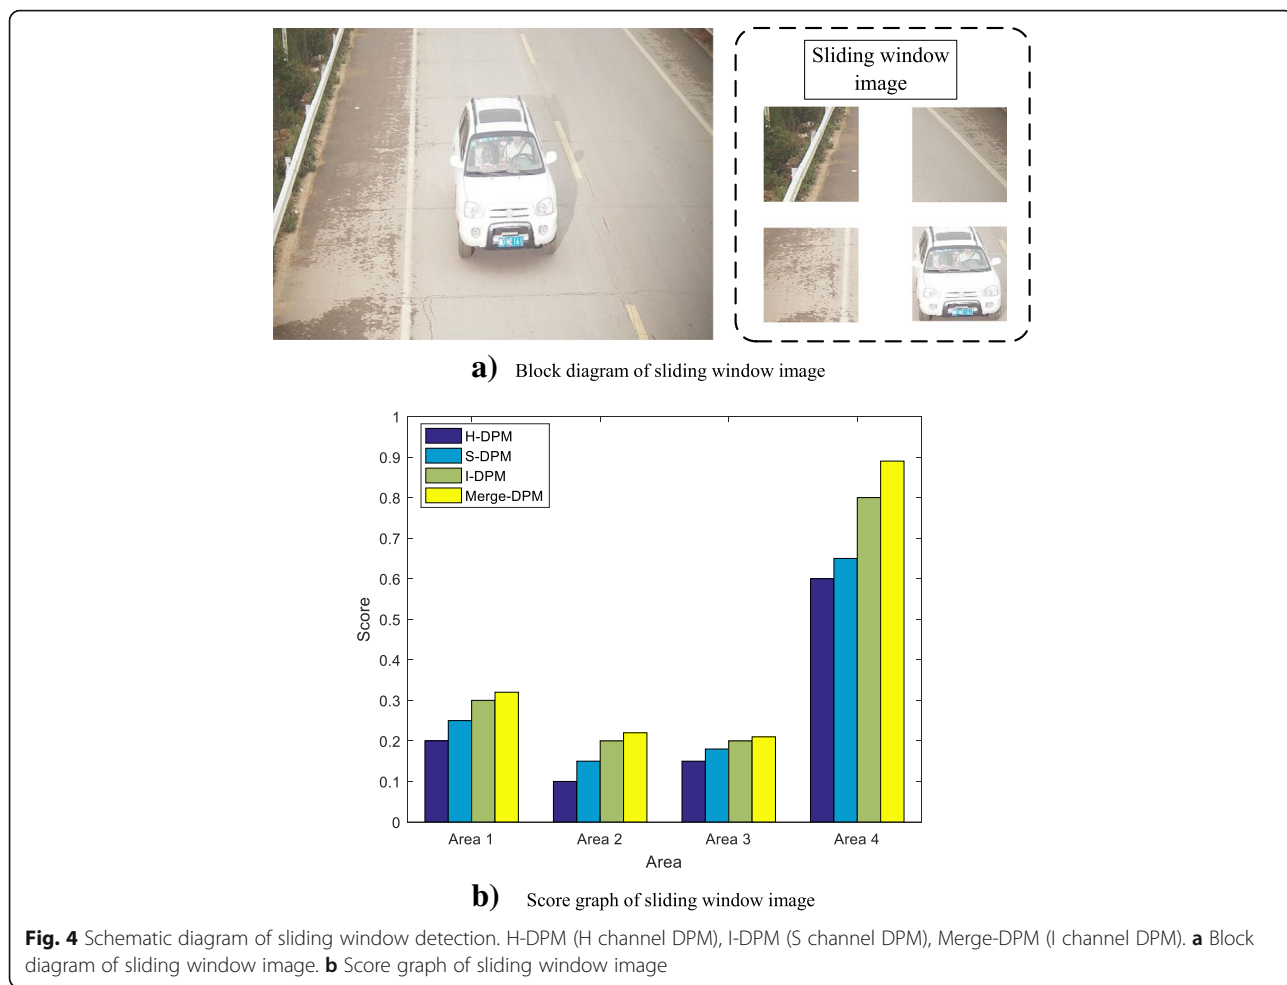 Sliding window
image
a) Block diagram of sliding window image
1
0.9
0.8
0.7
0.6
0.5
0.4
0.3
0.2
0.1
0
Score
H-DPM
S-DPM
I-DPM
Merge-DPM
Area 1 Area 2 Area 3 Area 4
Area
b) Score graph of sliding window image
Fig. 4 Schematic diagram of sliding window detection. H-DPM (H channel DPM), I-DPM (S channel DPM), Merge-DPM (I channel DPM). a Block
diagram of sliding window image. b Score graph of sliding window image